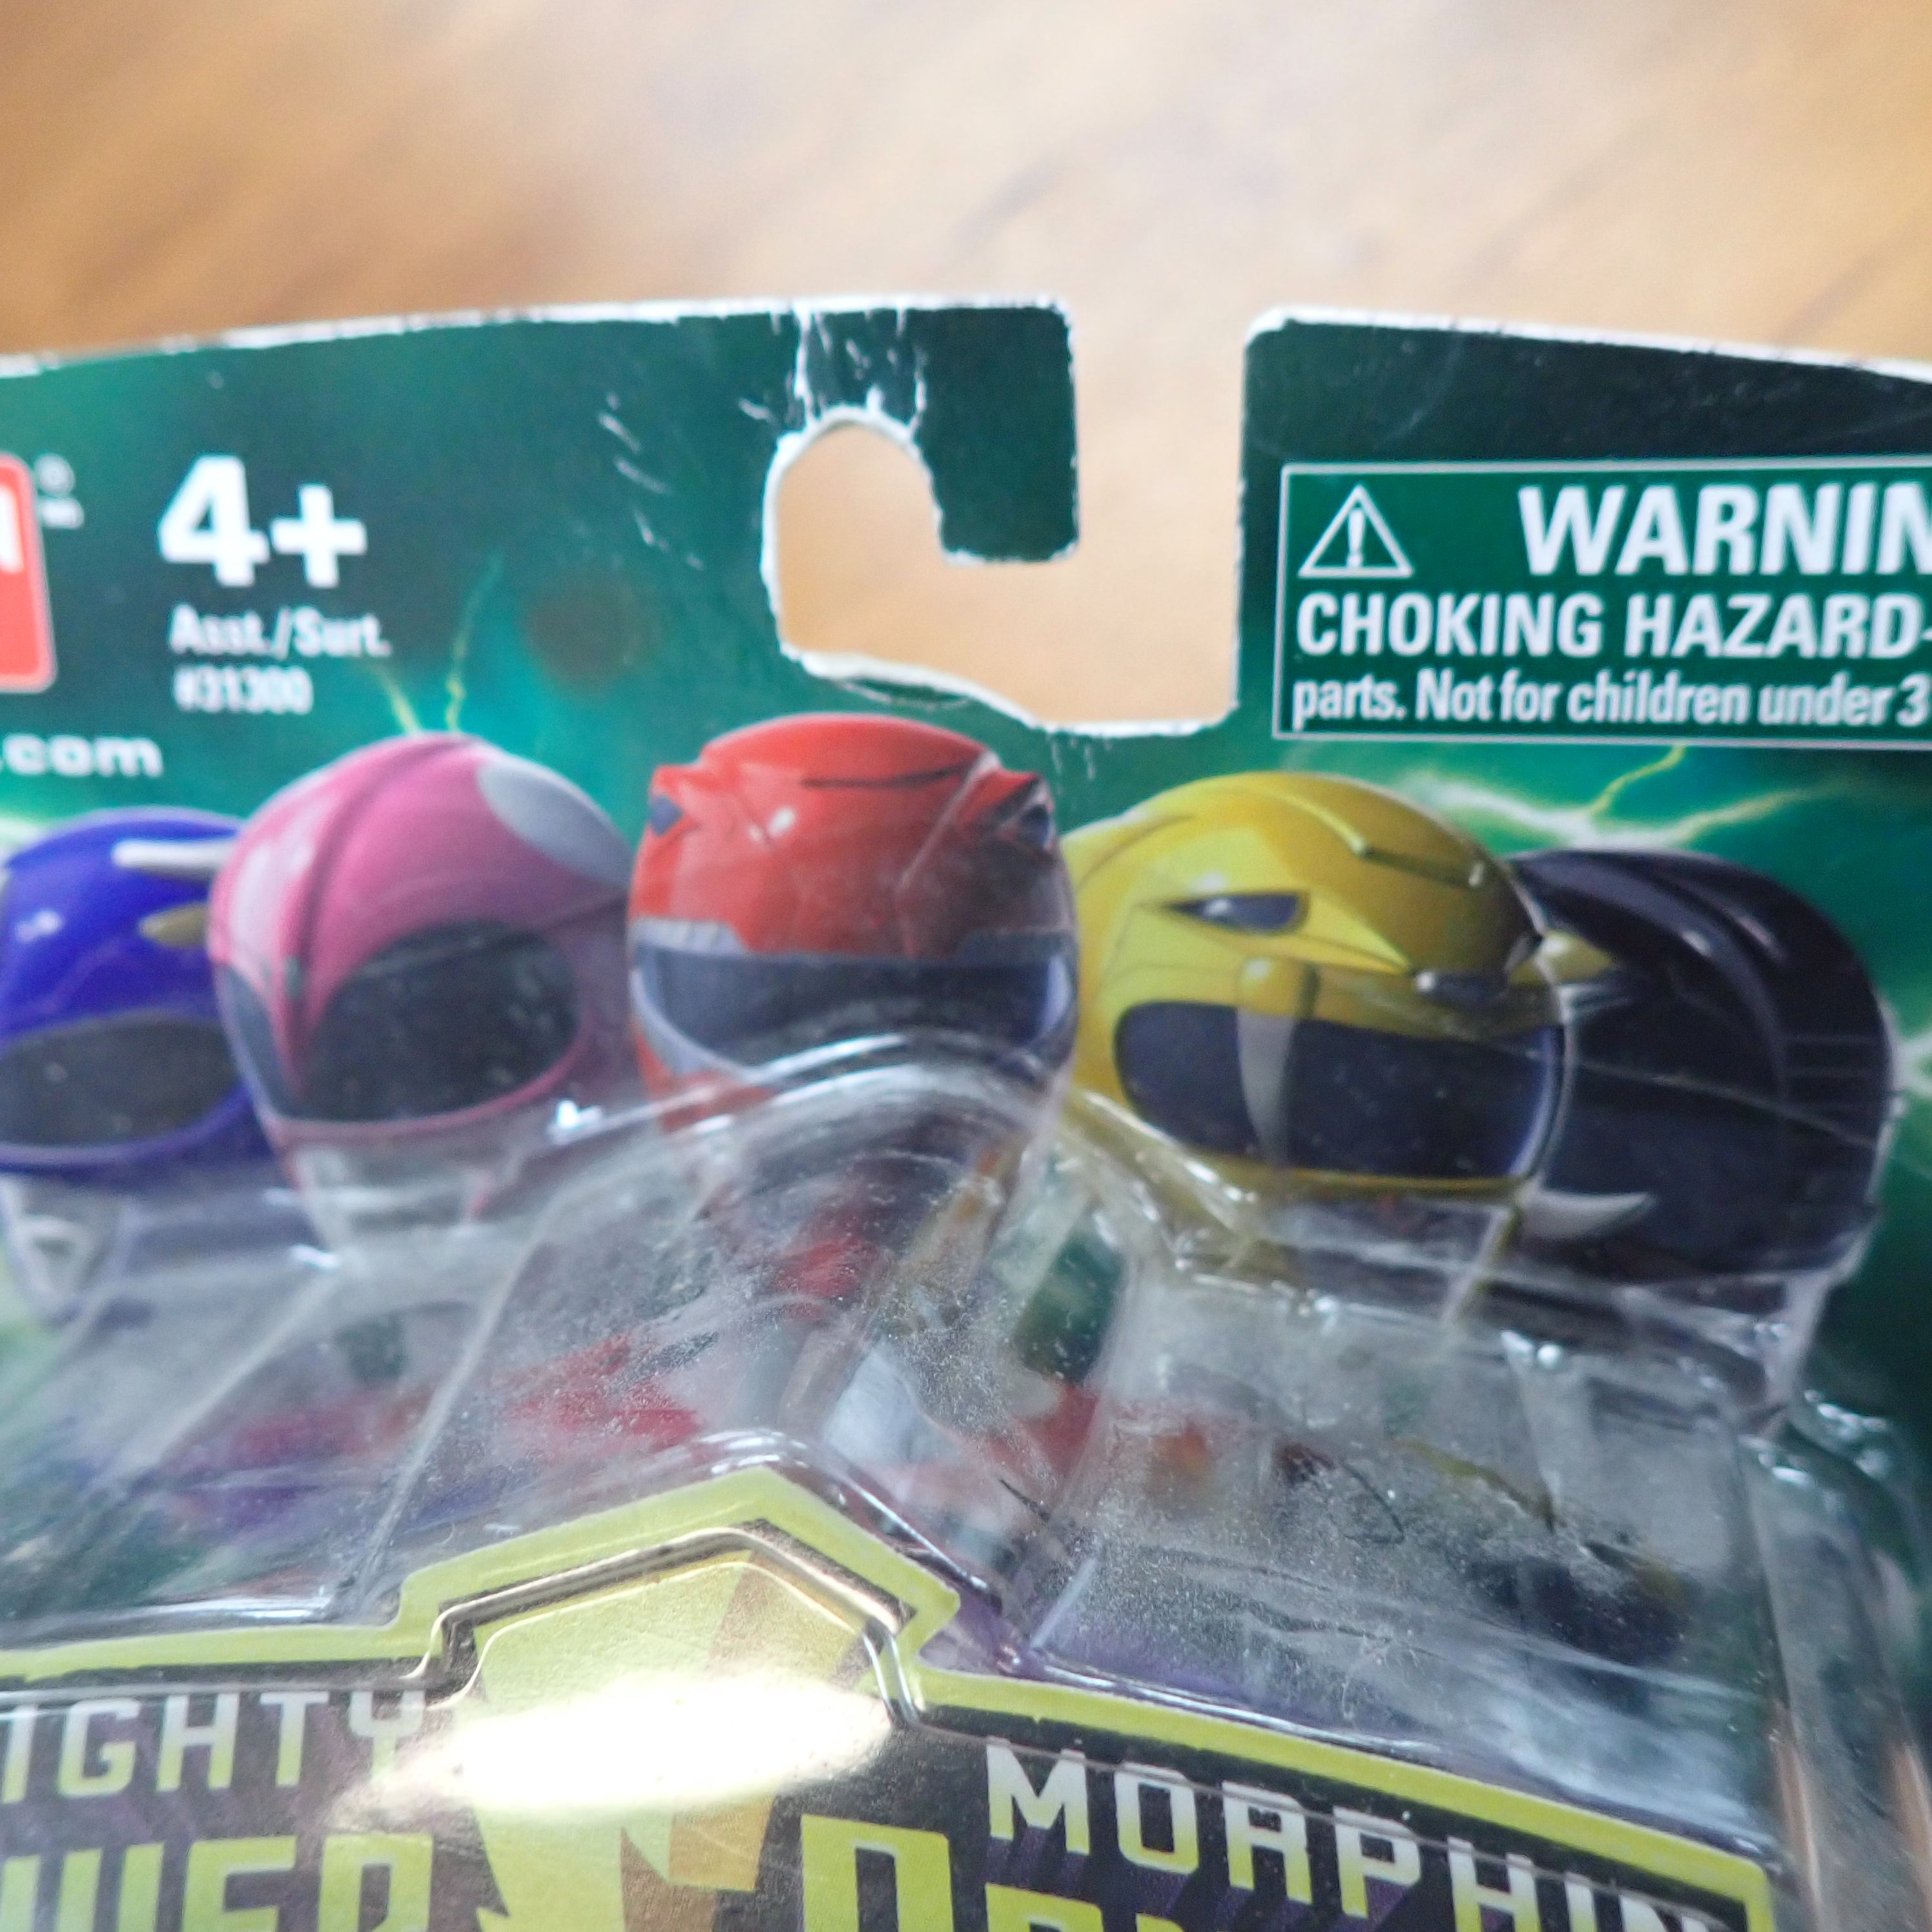 4+
Asst./Surt.
#31300
.com
WARNIN
CHOKING HAZARD-
parts. Not for children under 3
IGHTY
MORPHIN